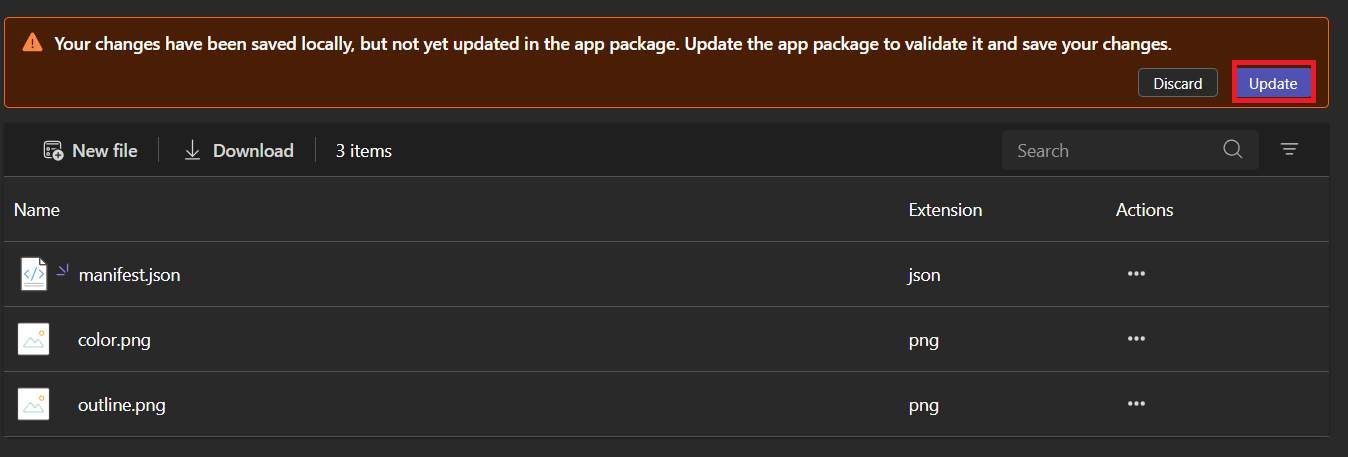 Your changes have been saved locally, but not yet updated in the app package. Update the app package to validate it and save your changes.
Discard Update
New file Download 3 items Search
Name Extension Actions
manifest.json json
color.png png
outline.png png